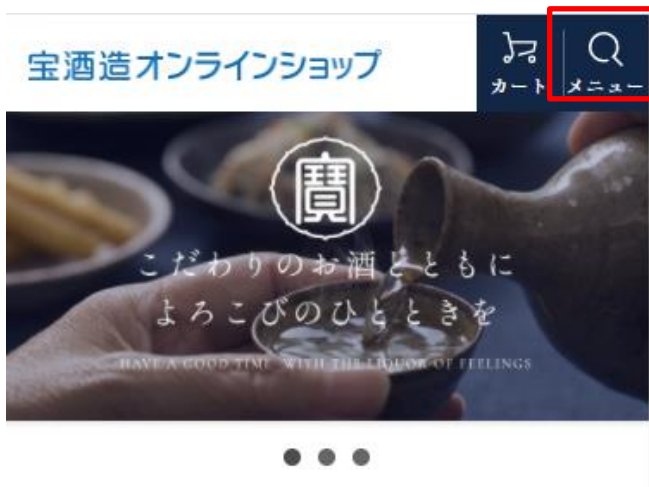 宝酒造オンラインショップ
カート
メニュー
寶
こだわりのお酒とともに
よろこびのひとときを
HAVE A GOOD TIME WITH THE LIQUOR OF FEELINGS